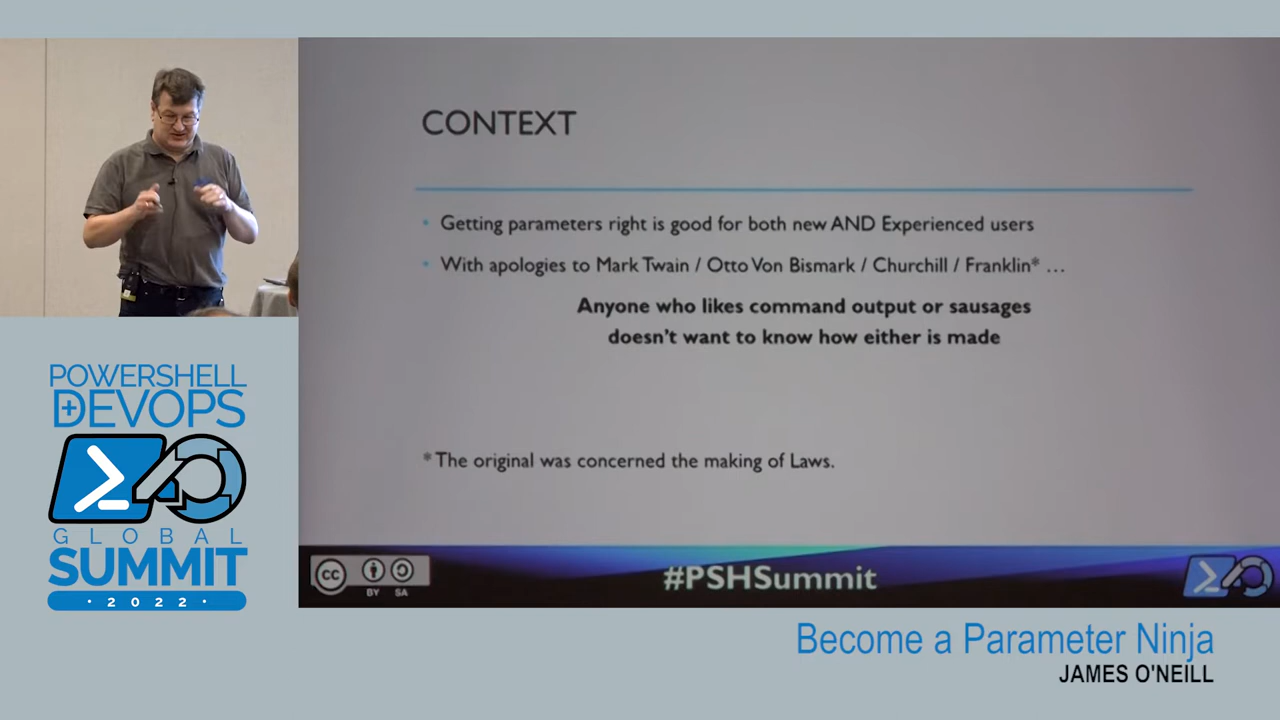 CONTEXT
• Getting parameters right is good for both new AND Experienced users
• With apologies to Mark Twain / Otto Von Bismark / Churchill / Franklin* …
Anyone who likes command output or sausages
doesn't want to know how either is made
* The original was concerned the making of Laws.
cc BY SA
#PSHSummit
POWERSHELL
+DEVOPS
GLOBAL
SUMMIT
· 2022 ·
Become a Parameter Ninja
JAMES O'NEILL